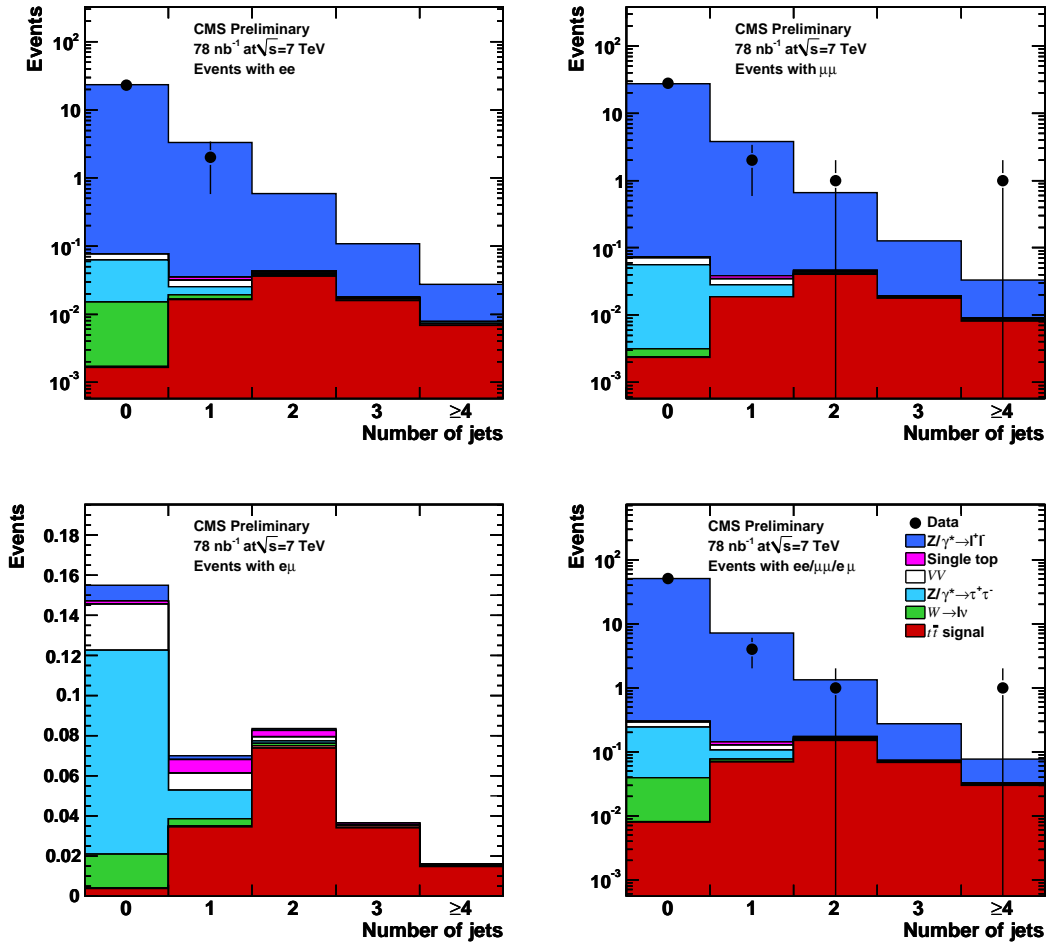 CMS Preliminary
78 nb⁻¹ at √s=7 TeV
Events with ee
Events
10²
10
1
10⁻¹
10⁻²
10⁻³
0 1 2 3 ≥4
Number of jets
CMS Preliminary
78 nb⁻¹ at √s=7 TeV
Events with μμ
Events
10²
10
1
10⁻¹
10⁻²
10⁻³
0 1 2 3 ≥4
Number of jets
CMS Preliminary
78 nb⁻¹ at √s=7 TeV
Events with eμ
Events
0.18
0.16
0.14
0.12
0.1
0.08
0.06
0.04
0.02
0
0 1 2 3 ≥4
Number of jets
CMS Preliminary
78 nb⁻¹ at √s=7 TeV
Events with ee/μμ/eμ
Data
Z/γ*→l⁺l⁻
Single top
VV
Z/γ*→τ⁺τ⁻
W→lν
tt̄ signal
Events
10²
10
1
10⁻¹
10⁻²
10⁻³
0 1 2 3 ≥4
Number of jets